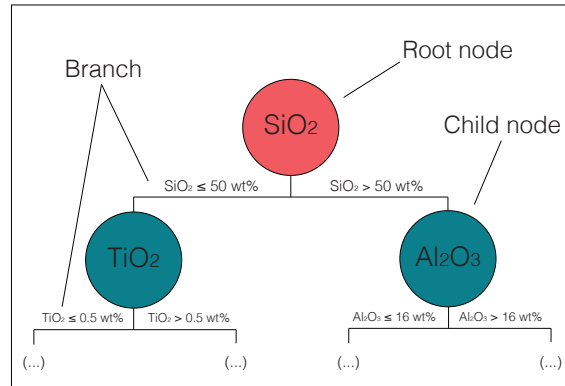 Root node
Branch
SiO₂
Child node
SiO₂ ≤ 50 wt%
SiO₂ > 50 wt%
TiO₂
Al₂O₃
TiO₂ ≤ 0.5 wt%
TiO₂ > 0.5 wt%
Al₂O₃ ≤ 16 wt%
Al₂O₃ > 16 wt%
(...)
(...)
(...)
(...)